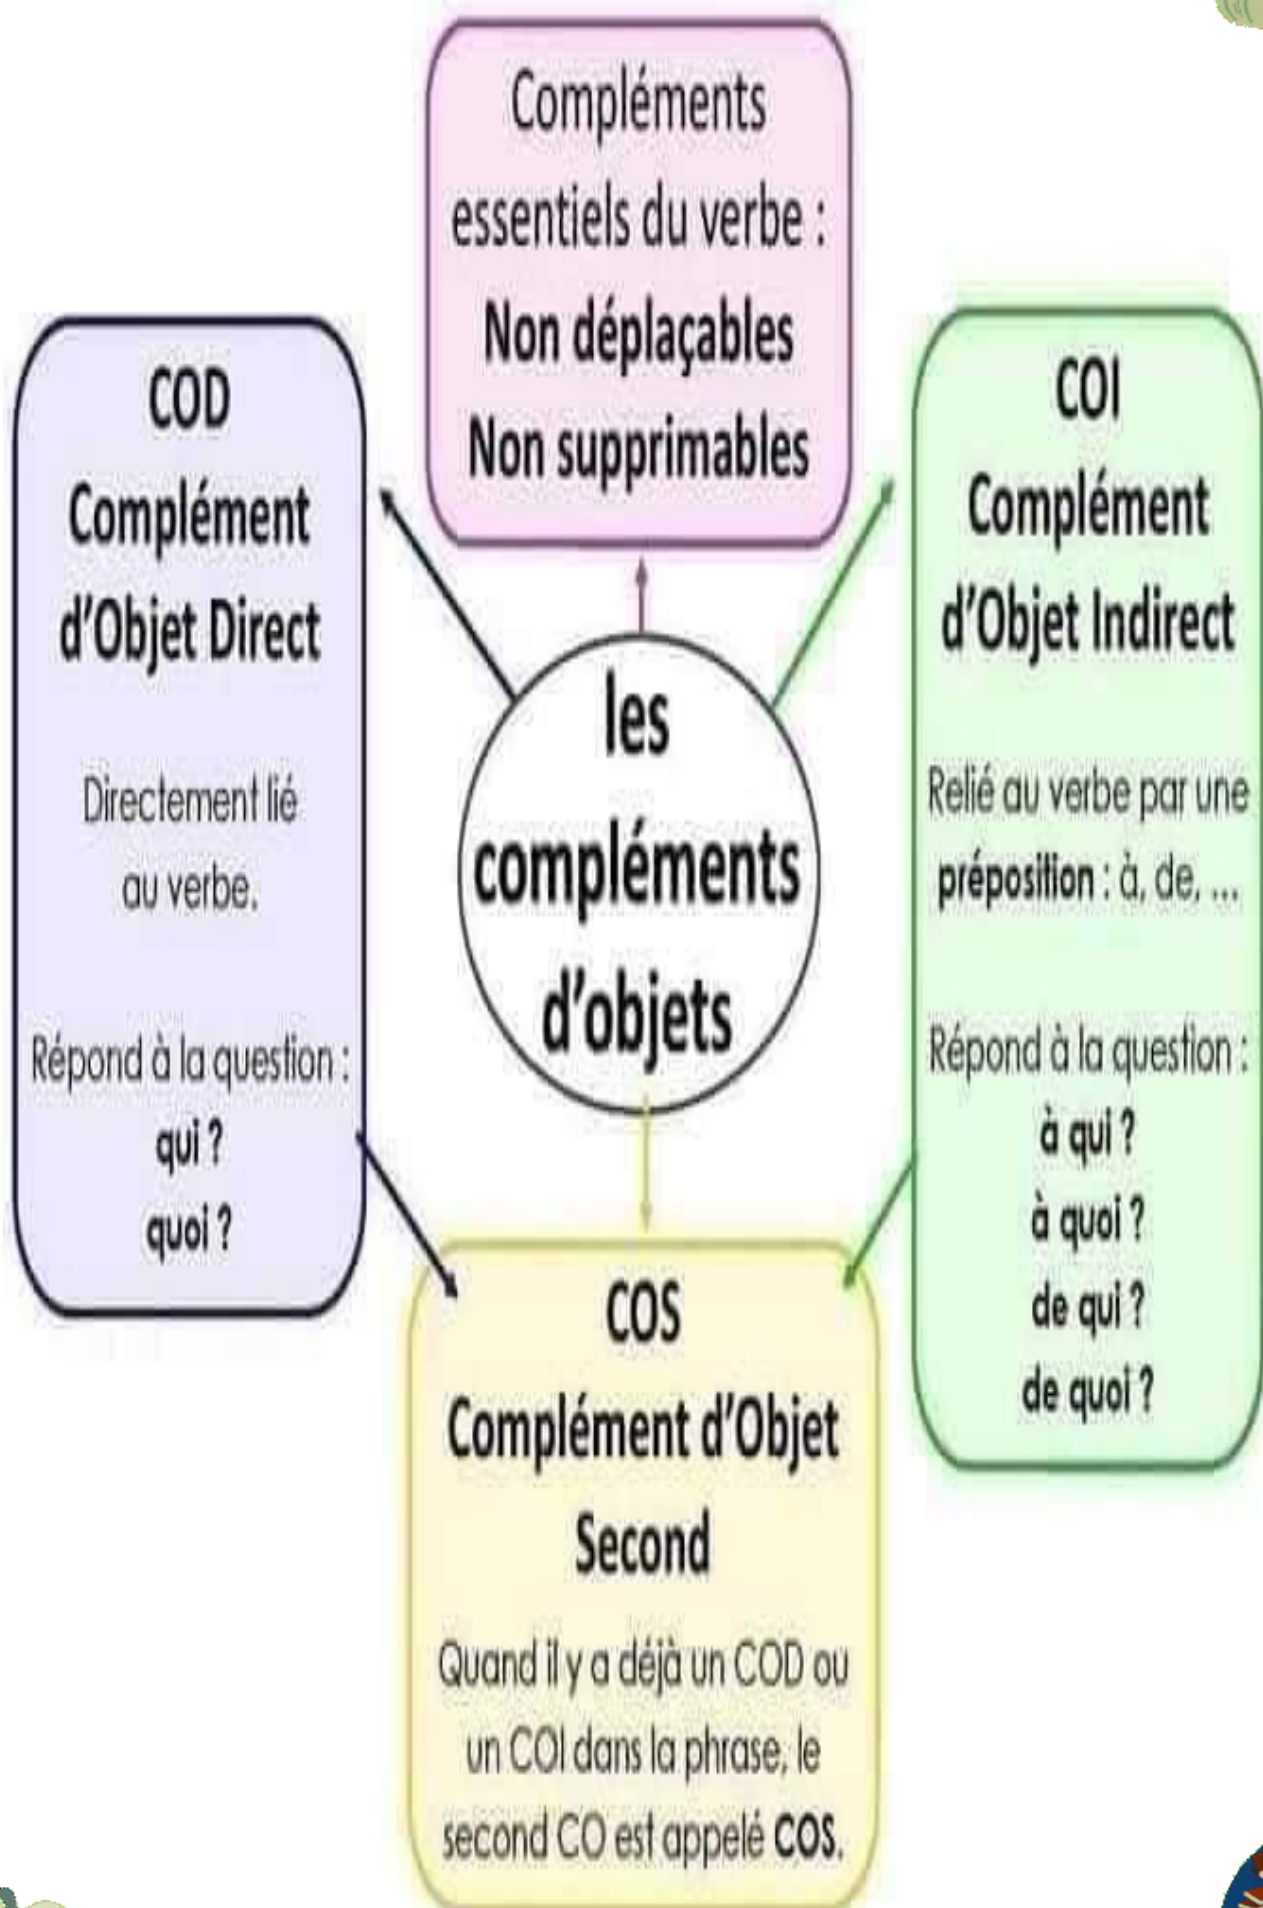 Compléments
essentiels du verbe :
Non déplaçables
Non supprimables
COD
Complément
d'Objet Direct
Directement lié
au verbe.
Répond à la question :
qui ?
quoi ?
les
compléments
d'objets
COI
Complément
d'Objet Indirect
Relié au verbe par une
préposition : à, de, ...
Répond à la question :
à qui ?
à quoi ?
de qui ?
de quoi ?
COS
Complément d'Objet
Second
Quand il y a déjà un COD ou
un COI dans la phrase, le
second CO est appelé COS.